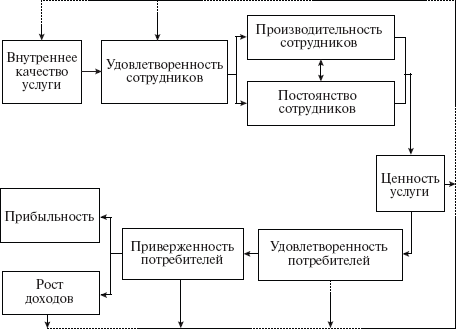 Внутреннее
качество
услуги
Удовлетворенность
сотрудников
Производительность
сотрудников
Постоянство
сотрудников
Ценность
услуги
Удовлетворенность
потребителей
Приверженность
потребителей
Прибыльность
Рост
доходов